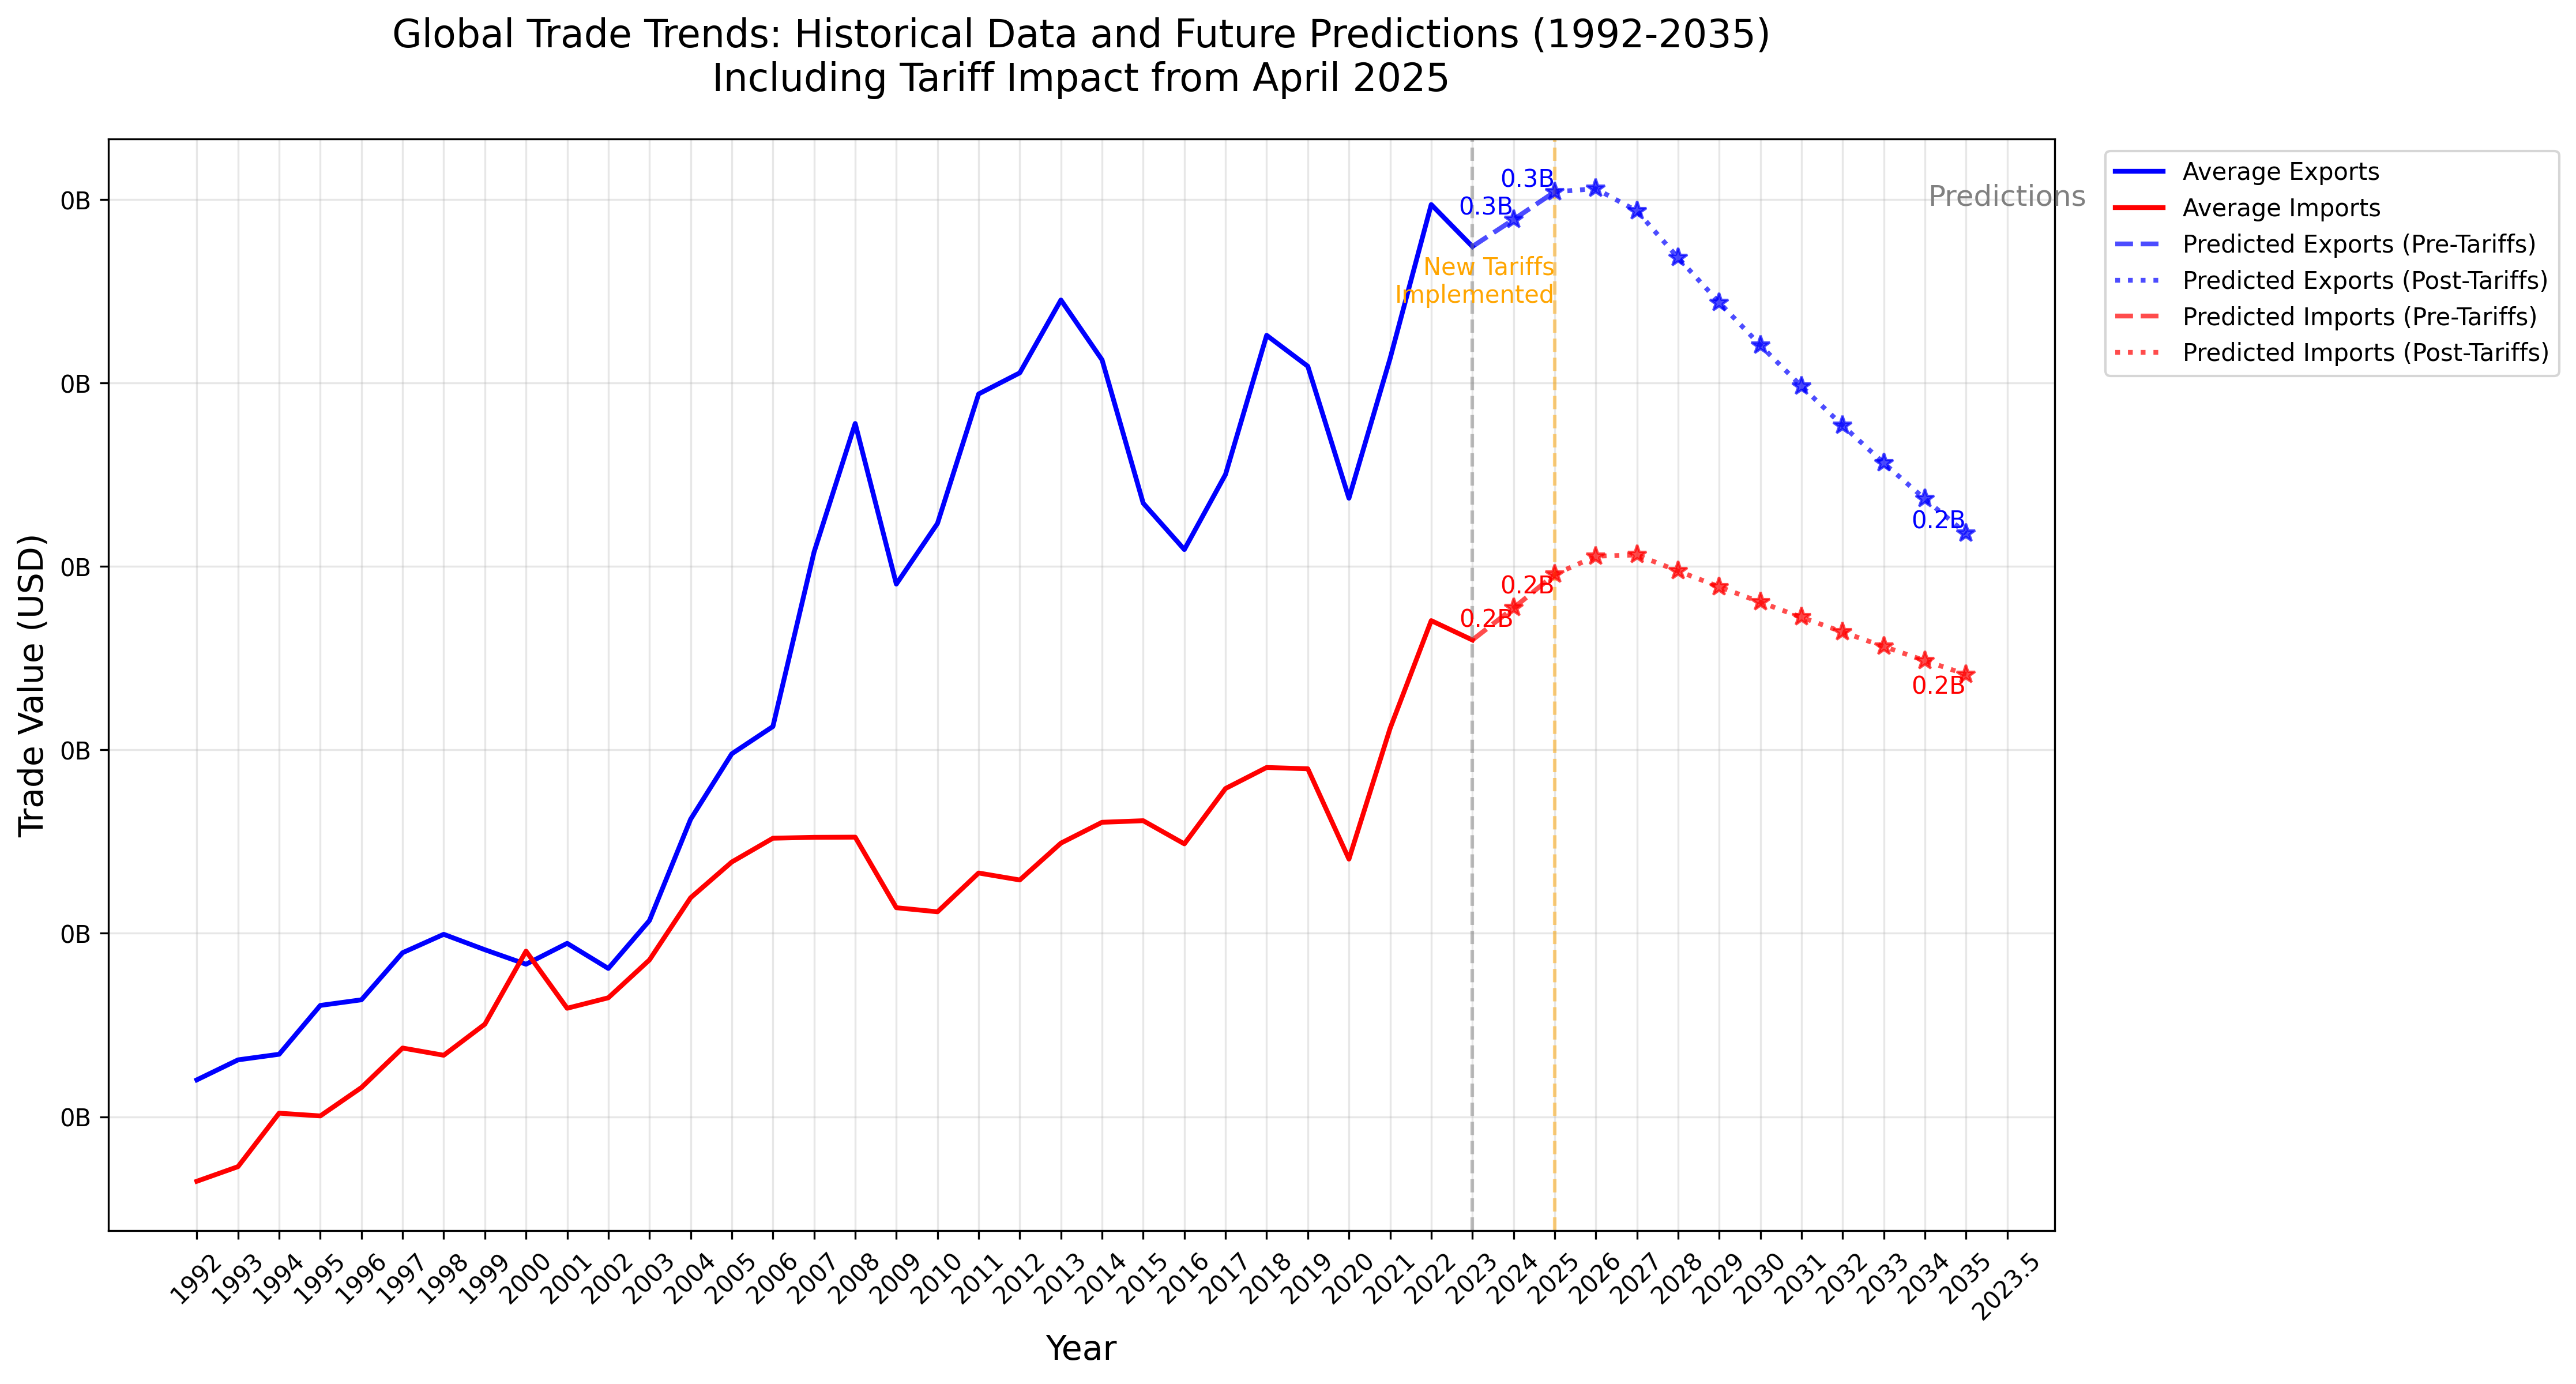 Global Trade Trends: Historical Data and Future Predictions (1992-2035)
Including Tariff Impact from April 2025
Trade Value (USD)
0B
0B
0B
0B
0B
0B
0.3B
0.3B
New Tariffs
Implemented
0.2B
0.2B
0.2B
0.2B
Predictions
Average Exports
Average Imports
Predicted Exports (Pre-Tariffs)
Predicted Exports (Post-Tariffs)
Predicted Imports (Pre-Tariffs)
Predicted Imports (Post-Tariffs)
1992
1993
1994
1995
1996
1997
1998
1999
2000
2001
2002
2003
2004
2005
2006
2007
2008
2009
2010
2011
2012
2013
2014
2015
2016
2017
2018
2019
2020
2021
2022
2023
2024
2025
2026
2027
2028
2029
2030
2031
2032
2033
2034
2035
2023.5
Year